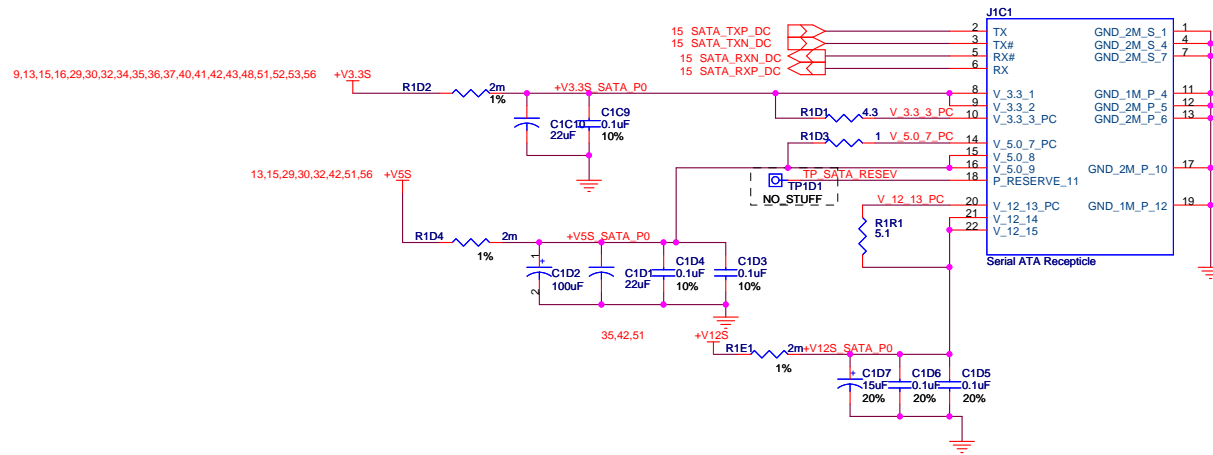 J1C1
15 SATA_TXP_DC 2 TX GND_2M_S_1 1
15 SATA_TXN_DC 3 TX# GND_2M_S_4 4
15 SATA_RXN_DC 5 RX# GND_2M_S_7 7
15 SATA_RXP_DC 6 RX
9,13,15,16,29,30,32,34,35,36,37,40,41,42,43,48,51,52,53,56 +V3.3S
R1D2 2m +V3.3S_SATA_P0 8 V_3.3_1 GND_1M_P_4 11
1%
9 V_3.3_2 GND_2M_P_5 12
R1D1 4.3 V_3.3_3_PC 10 V_3.3_3_PC GND_2M_P_6 13
C1C10 22uF
C1C9 0.1uF 10%
R1D3 1 V_5.0_7_PC 14 V_5.0_7_PC
15 V_5.0_8
16 V_5.0_9 GND_2M_P_10 17
13,15,29,30,32,42,51,56 +V5S
TP_SATA_RESEV 18 P_RESERVE_11
TP1D1
NO_STUFF
V_12_13_PC 20 V_12_13_PC GND_1M_P_12 19
21 V_12_14
22 V_12_15
R1R1
5.1
R1D4 2m +V5S_SATA_P0
1%
Serial ATA Recepticle
1 + C1D2 100uF 2
C1D1 22uF
C1D4 0.1uF 10%
C1D3 0.1uF 10%
35,42,51 +V12S
R1E1 2m +V12S_SATA_P0
1%
+ C1D7 15uF 20%
C1D6 0.1uF 20%
C1D5 0.1uF 20%